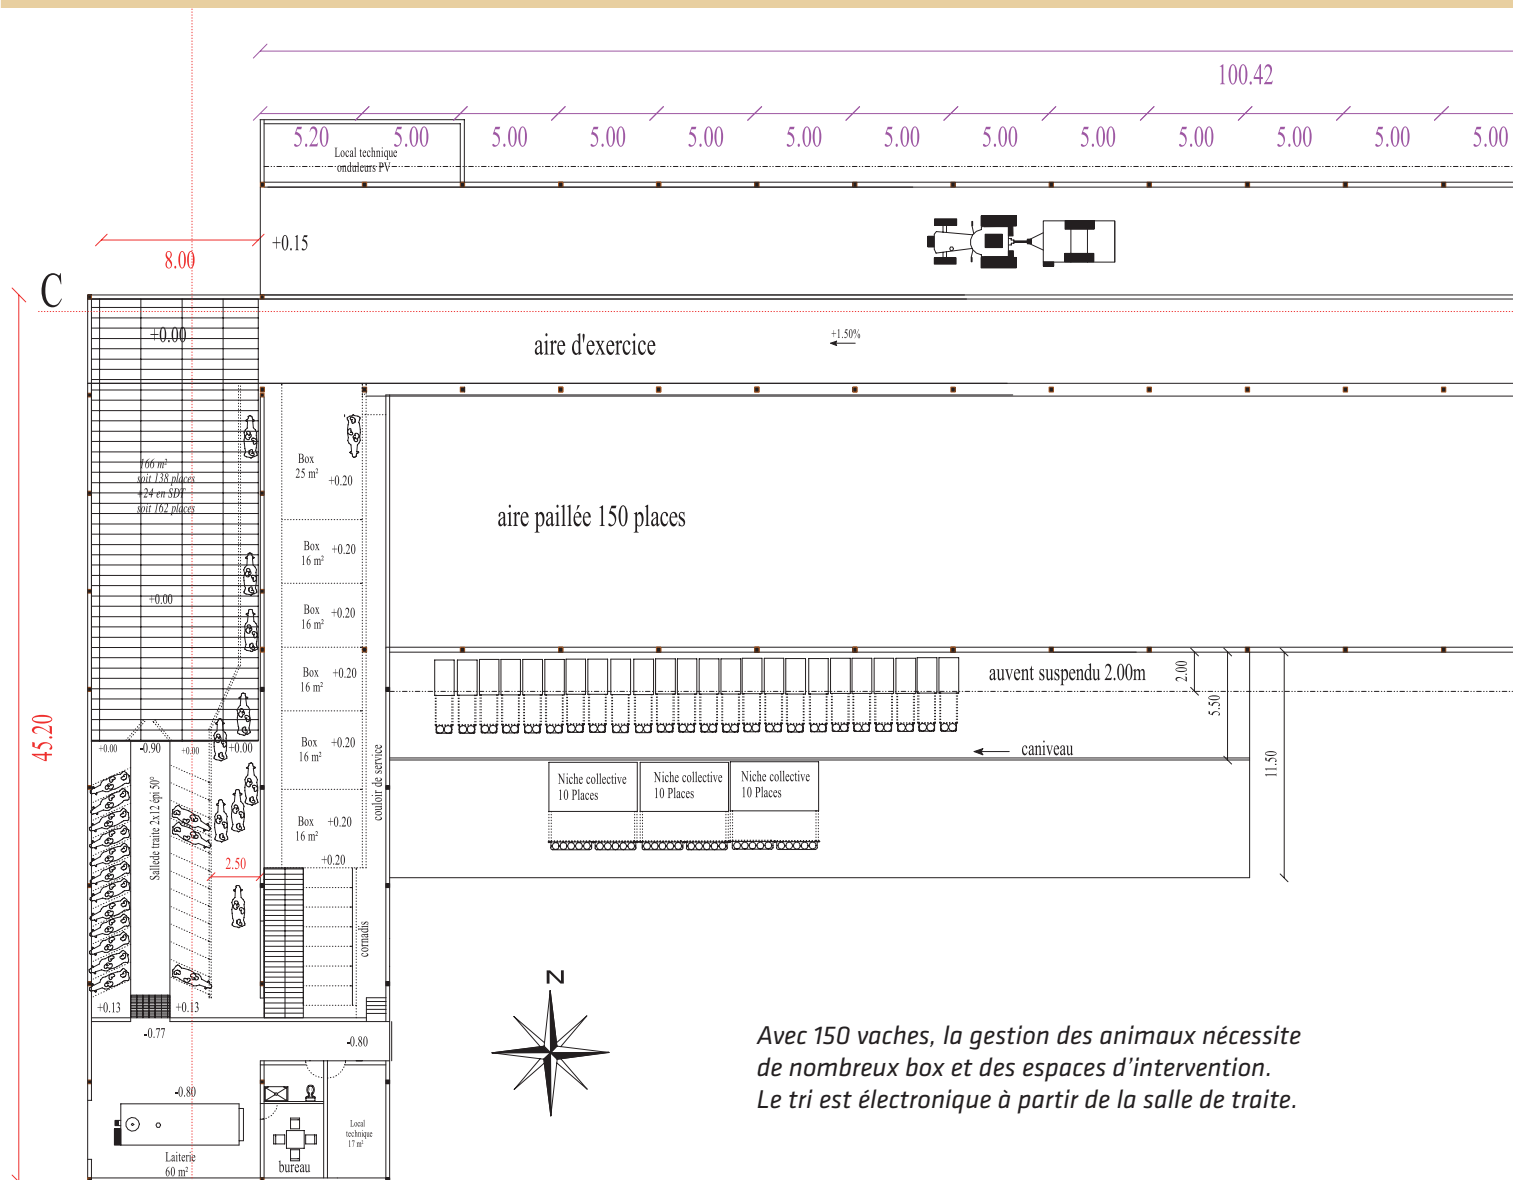 100.42
5.20
5.00
5.00
5.00
5.00
5.00
5.00
5.00
5.00
5.00
5.00
5.00
5.00
Local technique
onduleurs PV
+0.15
8.00
C
+0.00
aire d'exercice
+1.50%
166 m²
soit 138 places
+24 en SDT
soit 162 places
+0.00
Box
25 m²
+0.20
Box
16 m²
+0.20
Box
16 m²
+0.20
Box
16 m²
+0.20
Box
16 m²
+0.20
Box
16 m²
+0.20
+0.20
aire paillée 150 places
auvent suspendu 2.00m
2.00
5.50
11.50
caniveau
Niche collective
10 Places
Niche collective
10 Places
Niche collective
10 Places
couloir de service
cornadis
45.20
+0.00
-0.90
+0.00
+0.00
Sallede traite 2x12 épi 50°
2.50
+0.13
+0.13
-0.77
-0.80
-0.80
Laiterie
60 m²
bureau
Local
technique
17 m²
N
Avec 150 vaches, la gestion des animaux nécessite
de nombreux box et des espaces d'intervention.
Le tri est électronique à partir de la salle de traite.